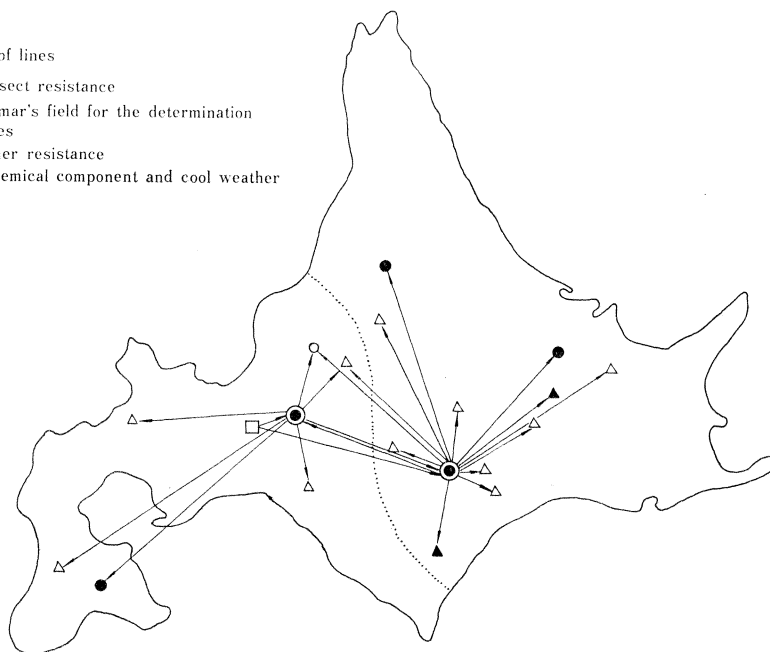 of lines
sect resistance
mar's field for the determination
es
er resistance
emical component and cool weather